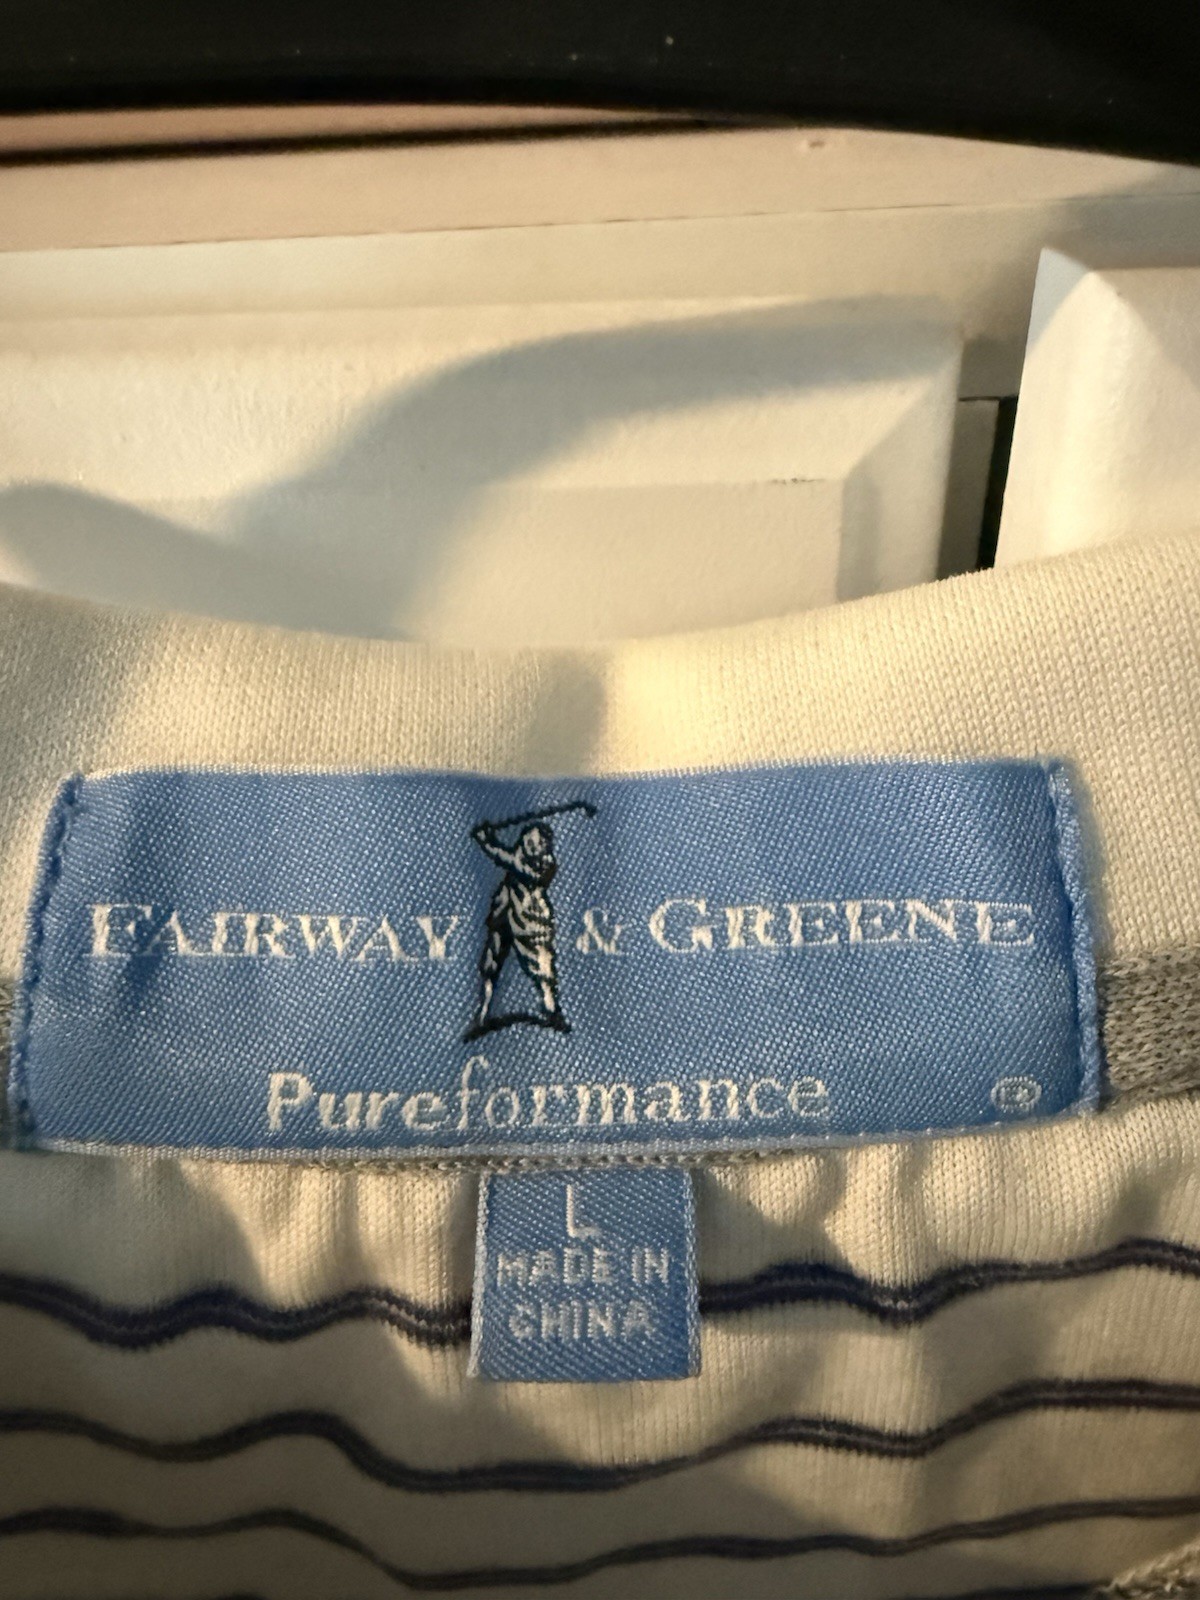 FAIRWAY & GREENE
Pureformance ®
L
MADE IN
CHINA